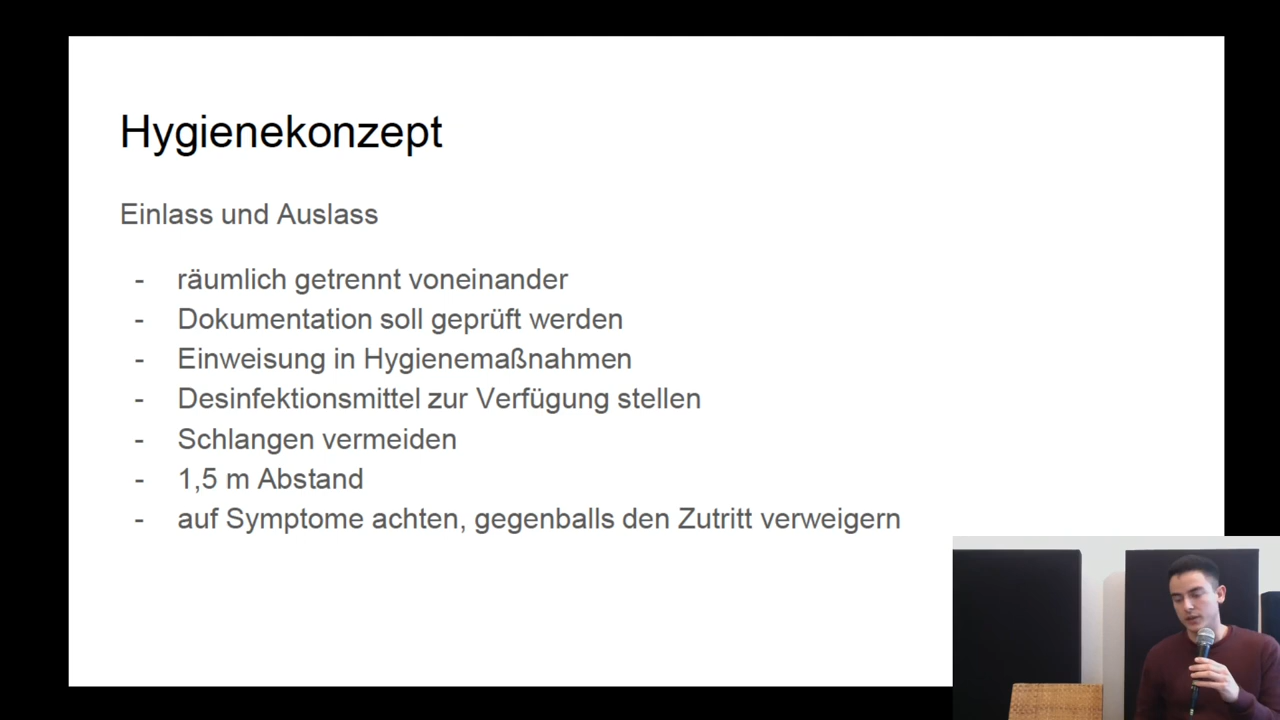 Hygienekonzept
Einlass und Auslass
- räumlich getrennt voneinander
- Dokumentation soll geprüft werden
- Einweisung in Hygienemaßnahmen
- Desinfektionsmittel zur Verfügung stellen
- Schlangen vermeiden
- 1,5 m Abstand
- auf Symptome achten, gegenballs den Zutritt verweigern